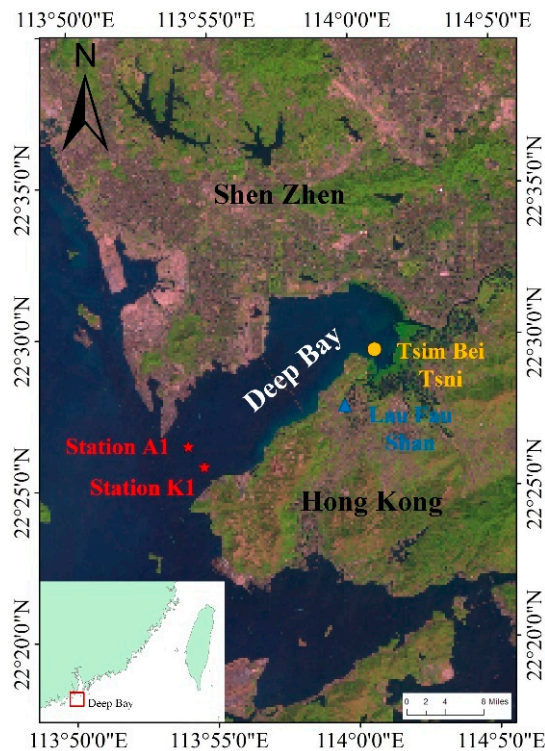 113°50'0"E 113°55'0"E 114°00'0"E 114°5'0"E
N
22°35'0"N
22°35'0"N
Shen Zhen
22°30'0"N
22°30'0"N
Deep Bay
Tsim Bei
Tsni
Lau Fau
Shan
Station A1
Station K1
22°25'0"N
22°25'0"N
Hong Kong
22°20'0"N
22°20'0"N
Deep Bay
0 2 4 8 Miles
113°50'0"E 113°55'0"E 114°00'0"E 114°5'0"E